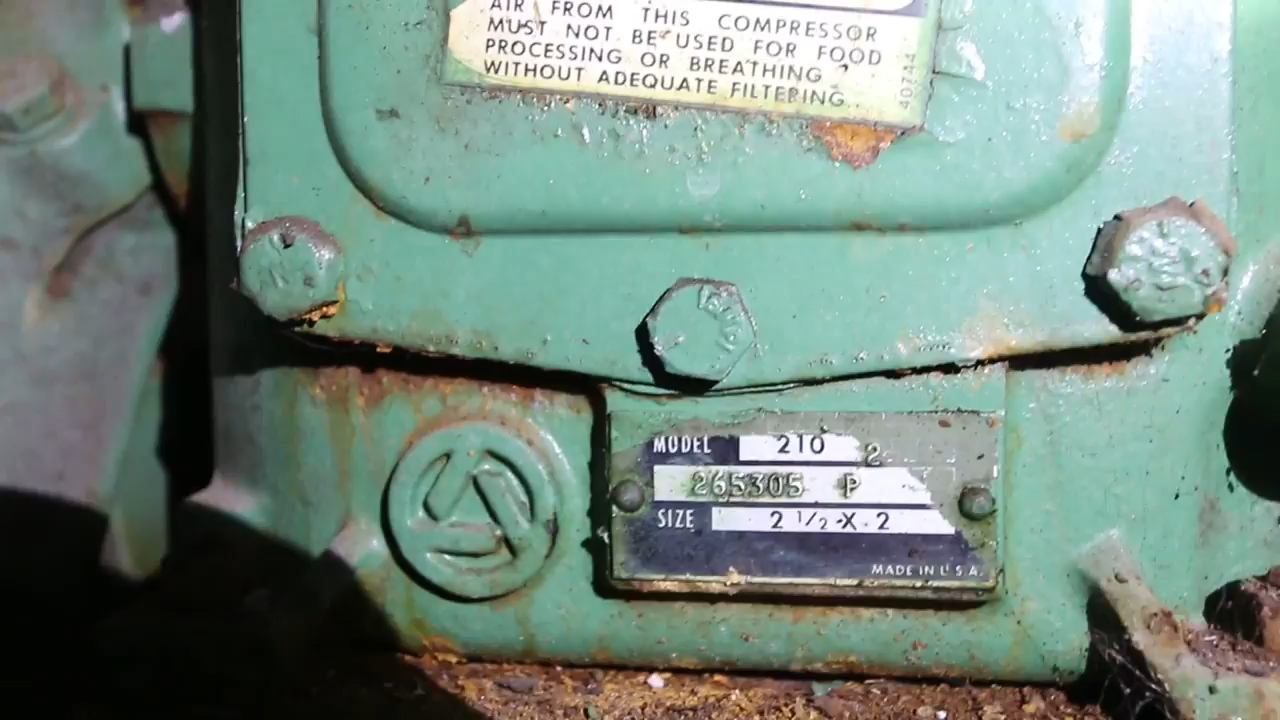 AIR FROM THIS COMPRESSOR
MUST NOT BE USED FOR FOOD
PROCESSING OR BREATHING
WITHOUT ADEQUATE FILTERING.
40744
MODEL 210 2
265305 P
SIZE 2 1/2-X-2
MADE IN U.S.A.